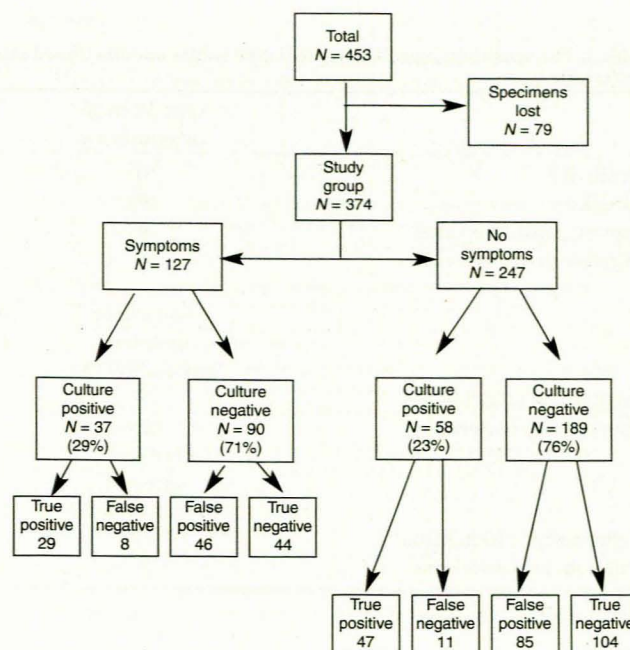 Total
N = 453
Specimens
lost
N = 79
Study
group
N = 374
Symptoms
N = 127
No
symptoms
N = 247
Culture
positive
N = 37
(29%)
Culture
negative
N = 90
(71%)
Culture
positive
N = 58
(23%)
Culture
negative
N = 189
(76%)
True
positive
29
False
negative
8
False
positive
46
True
negative
44
True
positive
47
False
negative
11
False
positive
85
True
negative
104